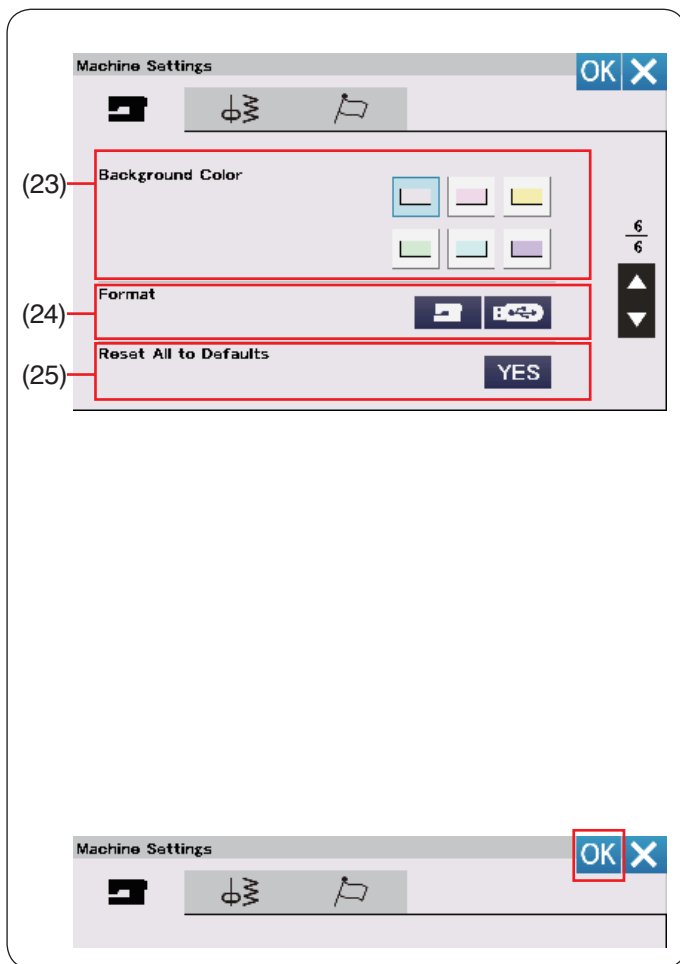 Machine Settings
OK
(23)
Background Color
6
6
(24)
Format
(25)
Reset All to Defaults
YES
Machine Settings
OK